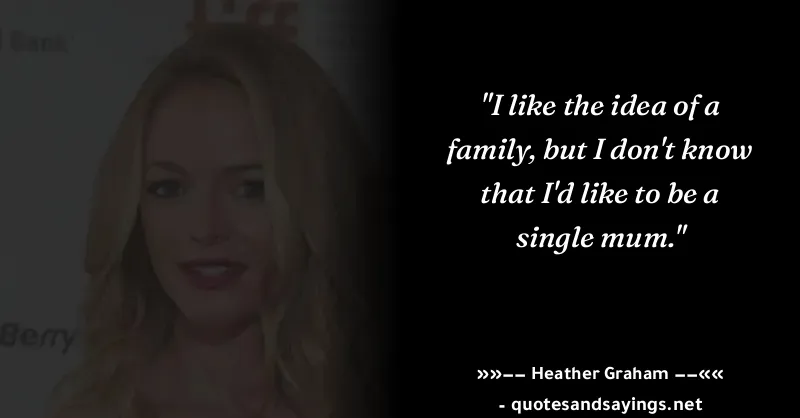 Bank
tiff.
Berry
"I like the idea of a
family, but I don't know
that I'd like to be a
single mum."
»»−− Heather Graham −−««
- quotesandsayings.net